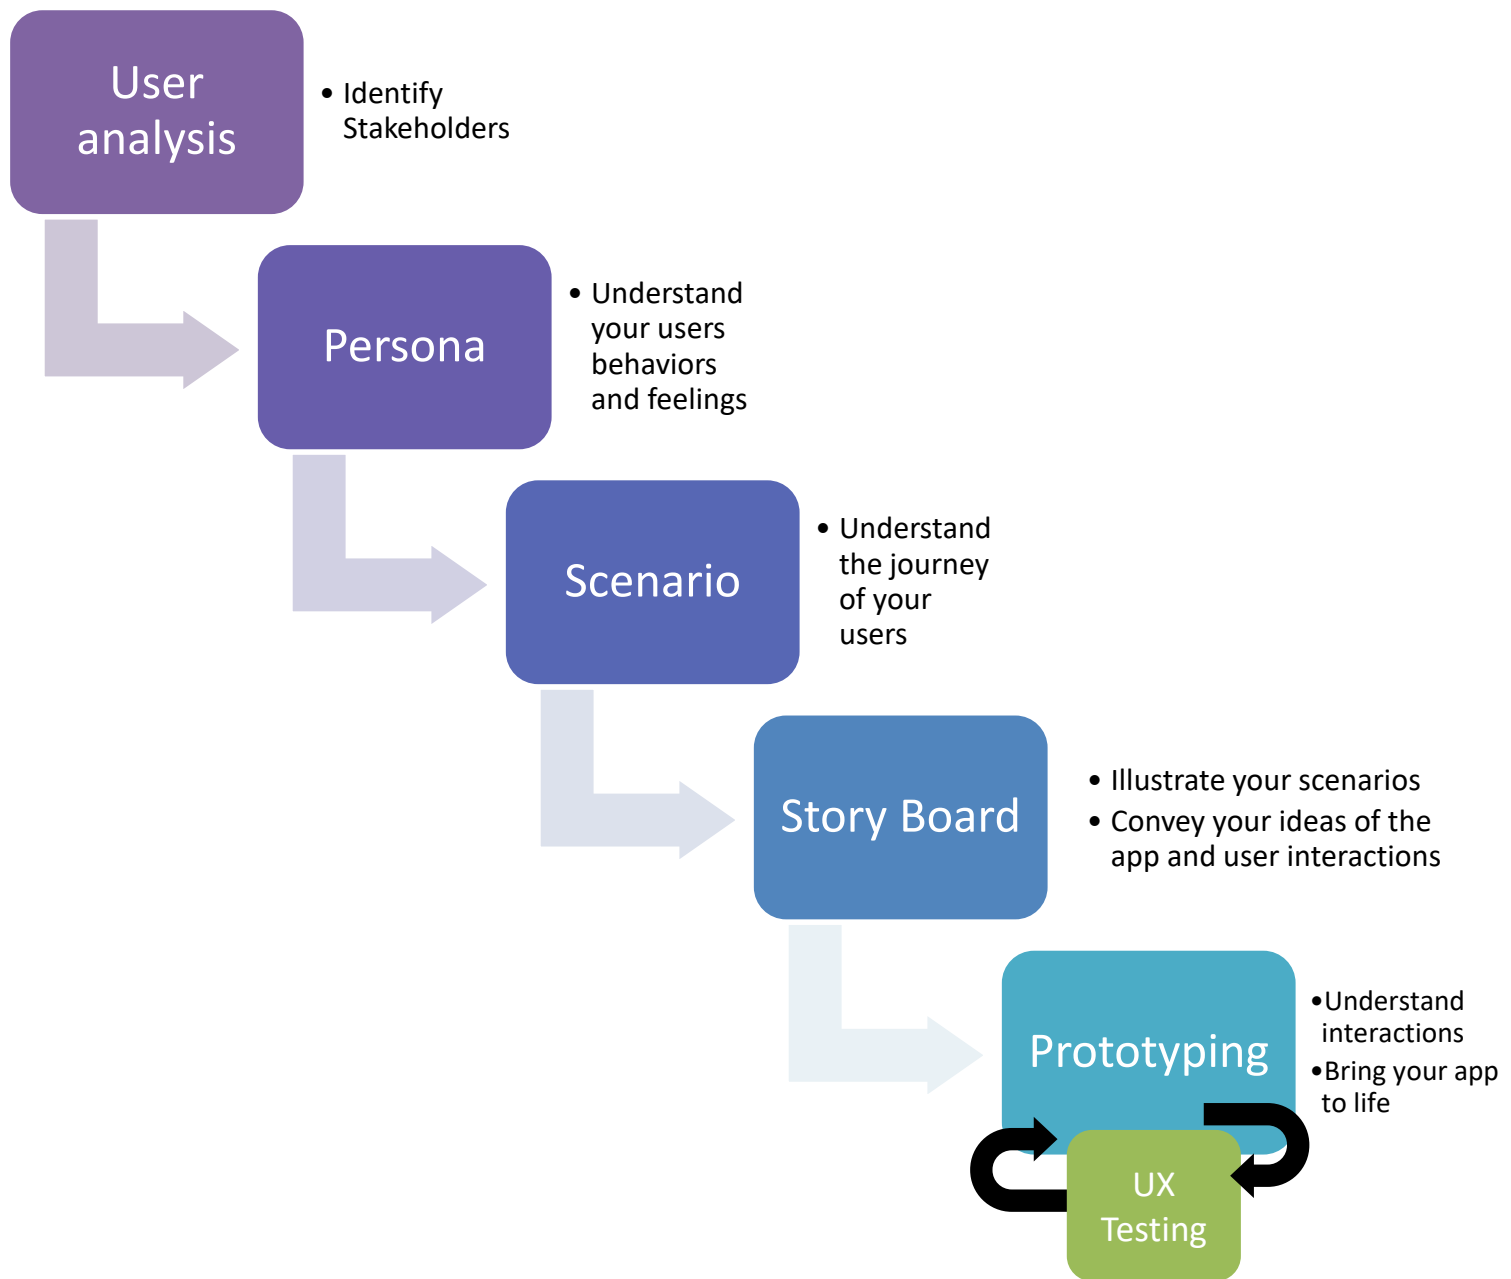 User
analysis
• Identify
Stakeholders
Persona
• Understand
your users
behaviors
and feelings
Scenario
• Understand
the journey
of your
users
Story Board
• Illustrate your scenarios
• Convey your ideas of the
app and user interactions
Prototyping
•Understand
interactions
•Bring your app
to life
UX
Testing